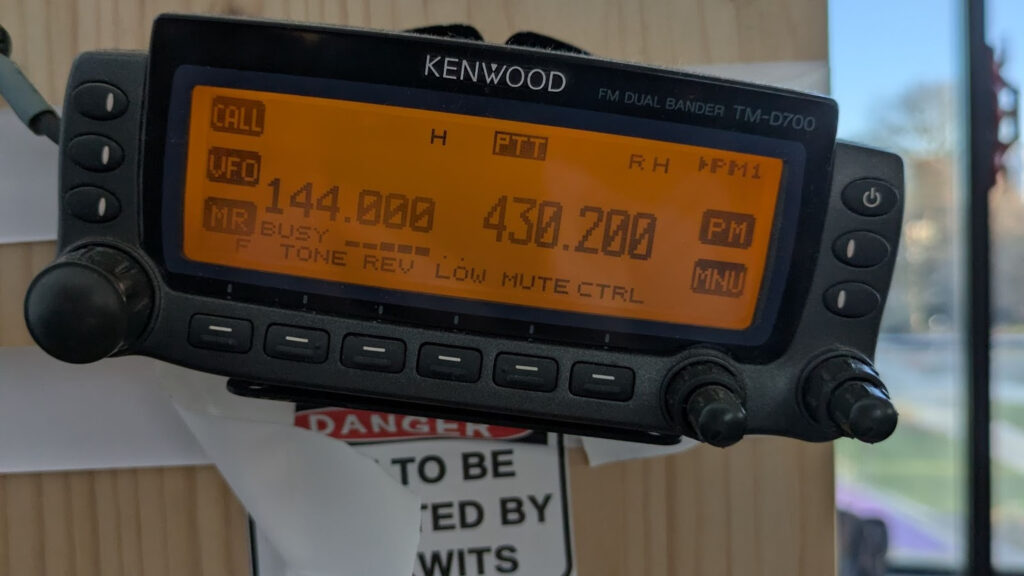 KENWOOD
FM DUAL BANDER TM-D700
CALL H PTT R H ▶PM1
VFO
144.000 430.200
MR PM
BUSY
F TONE REV LOW MUTE CTRL MNU
DANGER
TO BE
TED BY
WITS